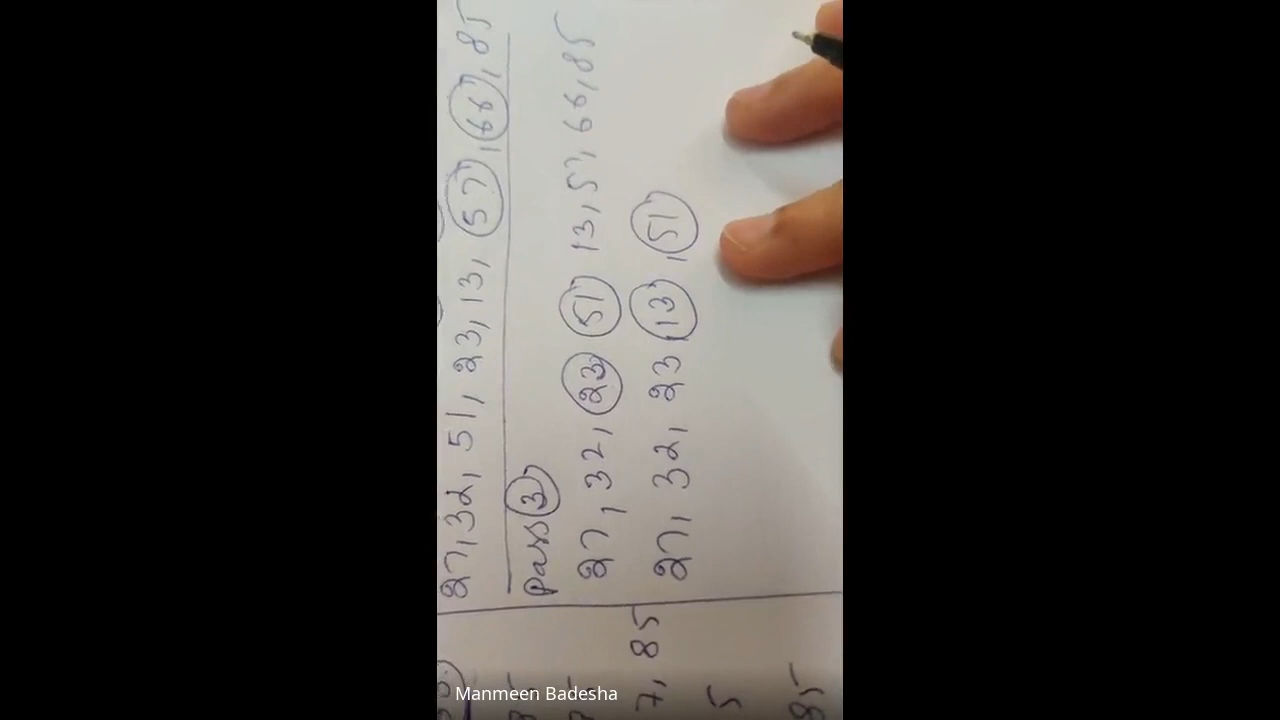 27, 32, 51, 23, 13, 57, 66, 85
Pass 3
27, 32, 23, 51 13, 57, 66, 85
27, 32, 23, 13, 51
7, 85
85
Manmeen Badesha